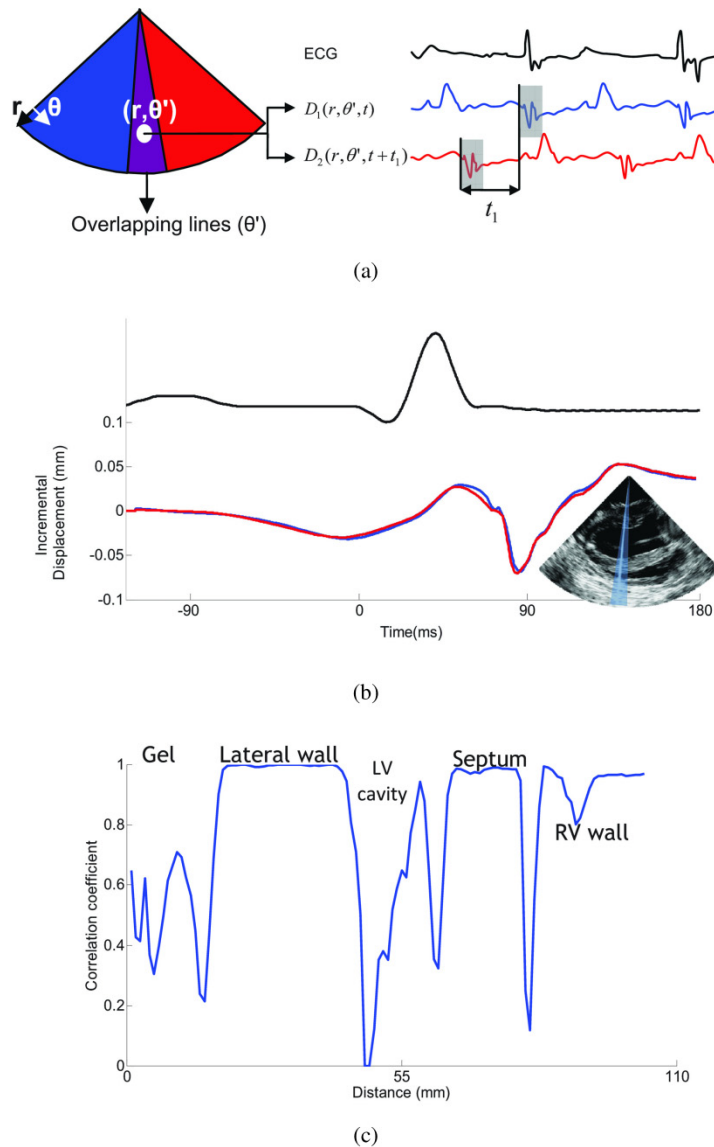 ECG
r
θ
(r,θ')
D₁(r,θ',t)
D₂(r,θ',t+t₁)
t₁
Overlapping lines (θ')
(a)
Incremental
Displacement (mm)
0.1
0.05
0
-0.05
-0.1
-90
0
90
180
Time(ms)
(b)
Correlation coefficient
1
0.8
0.6
0.4
0.2
0
Gel
Lateral wall
LV
cavity
Septum
RV wall
0
55
110
Distance (mm)
(c)